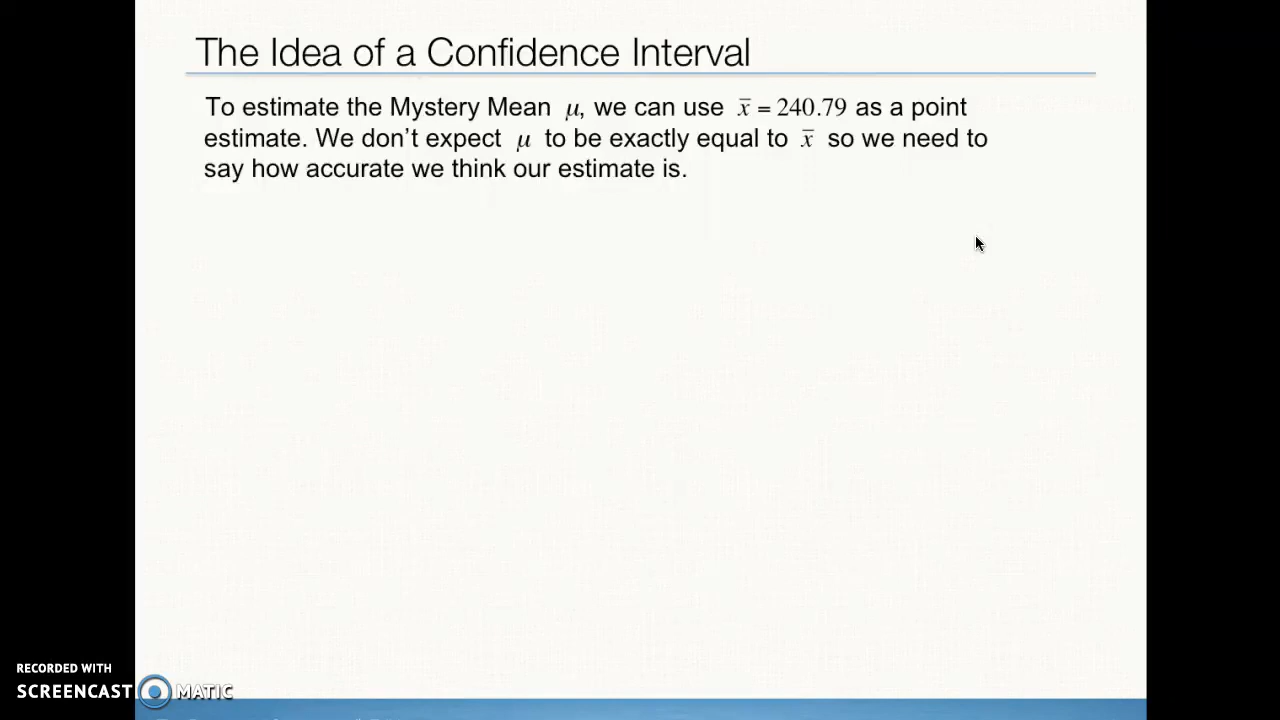 The Idea of a Confidence Interval
To estimate the Mystery Mean μ, we can use x̄ = 240.79 as a point
estimate. We don’t expect μ to be exactly equal to x̄ so we need to
say how accurate we think our estimate is.
RECORDED WITH
SCREENCAST MATIC